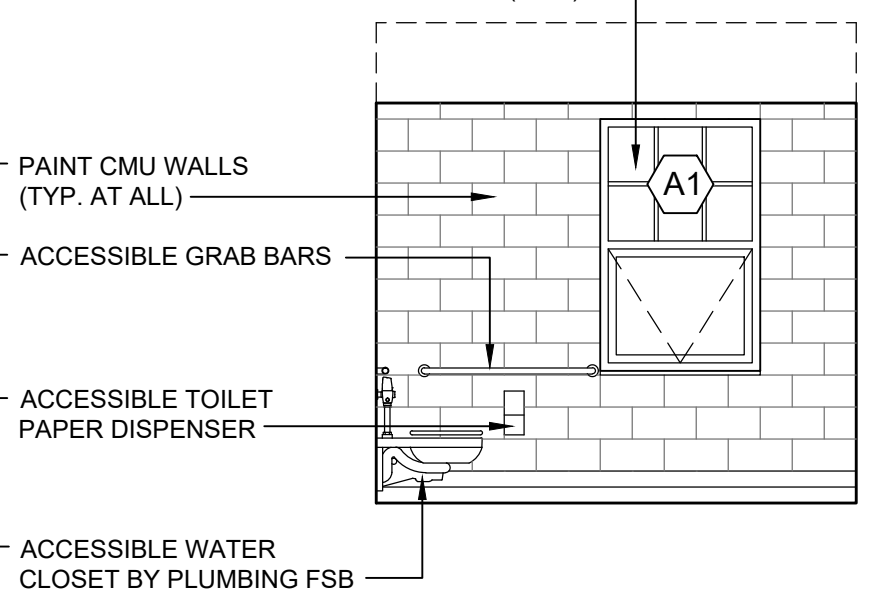 PAINT CMU WALLS
(TYP. AT ALL)
A1
ACCESSIBLE GRAB BARS
ACCESSIBLE TOILET
PAPER DISPENSER
ACCESSIBLE WATER
CLOSET BY PLUMBING FSB